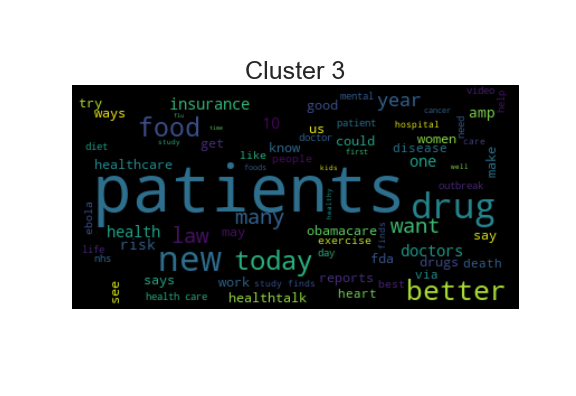 Cluster 3
mental video help
try insurance good year cancer amp
ways flu 10 us hospital need
food time patient women care
study doctor could
diet get know disease make
healthcare like people first one well
foods kids outbreak
patients drug
healthy
ebola many want
health law may obamacare finds say
risk exercise doctors
life new today day fda drugs death
nhs
says work study finds reports via
see best better
health care healthtalk heart